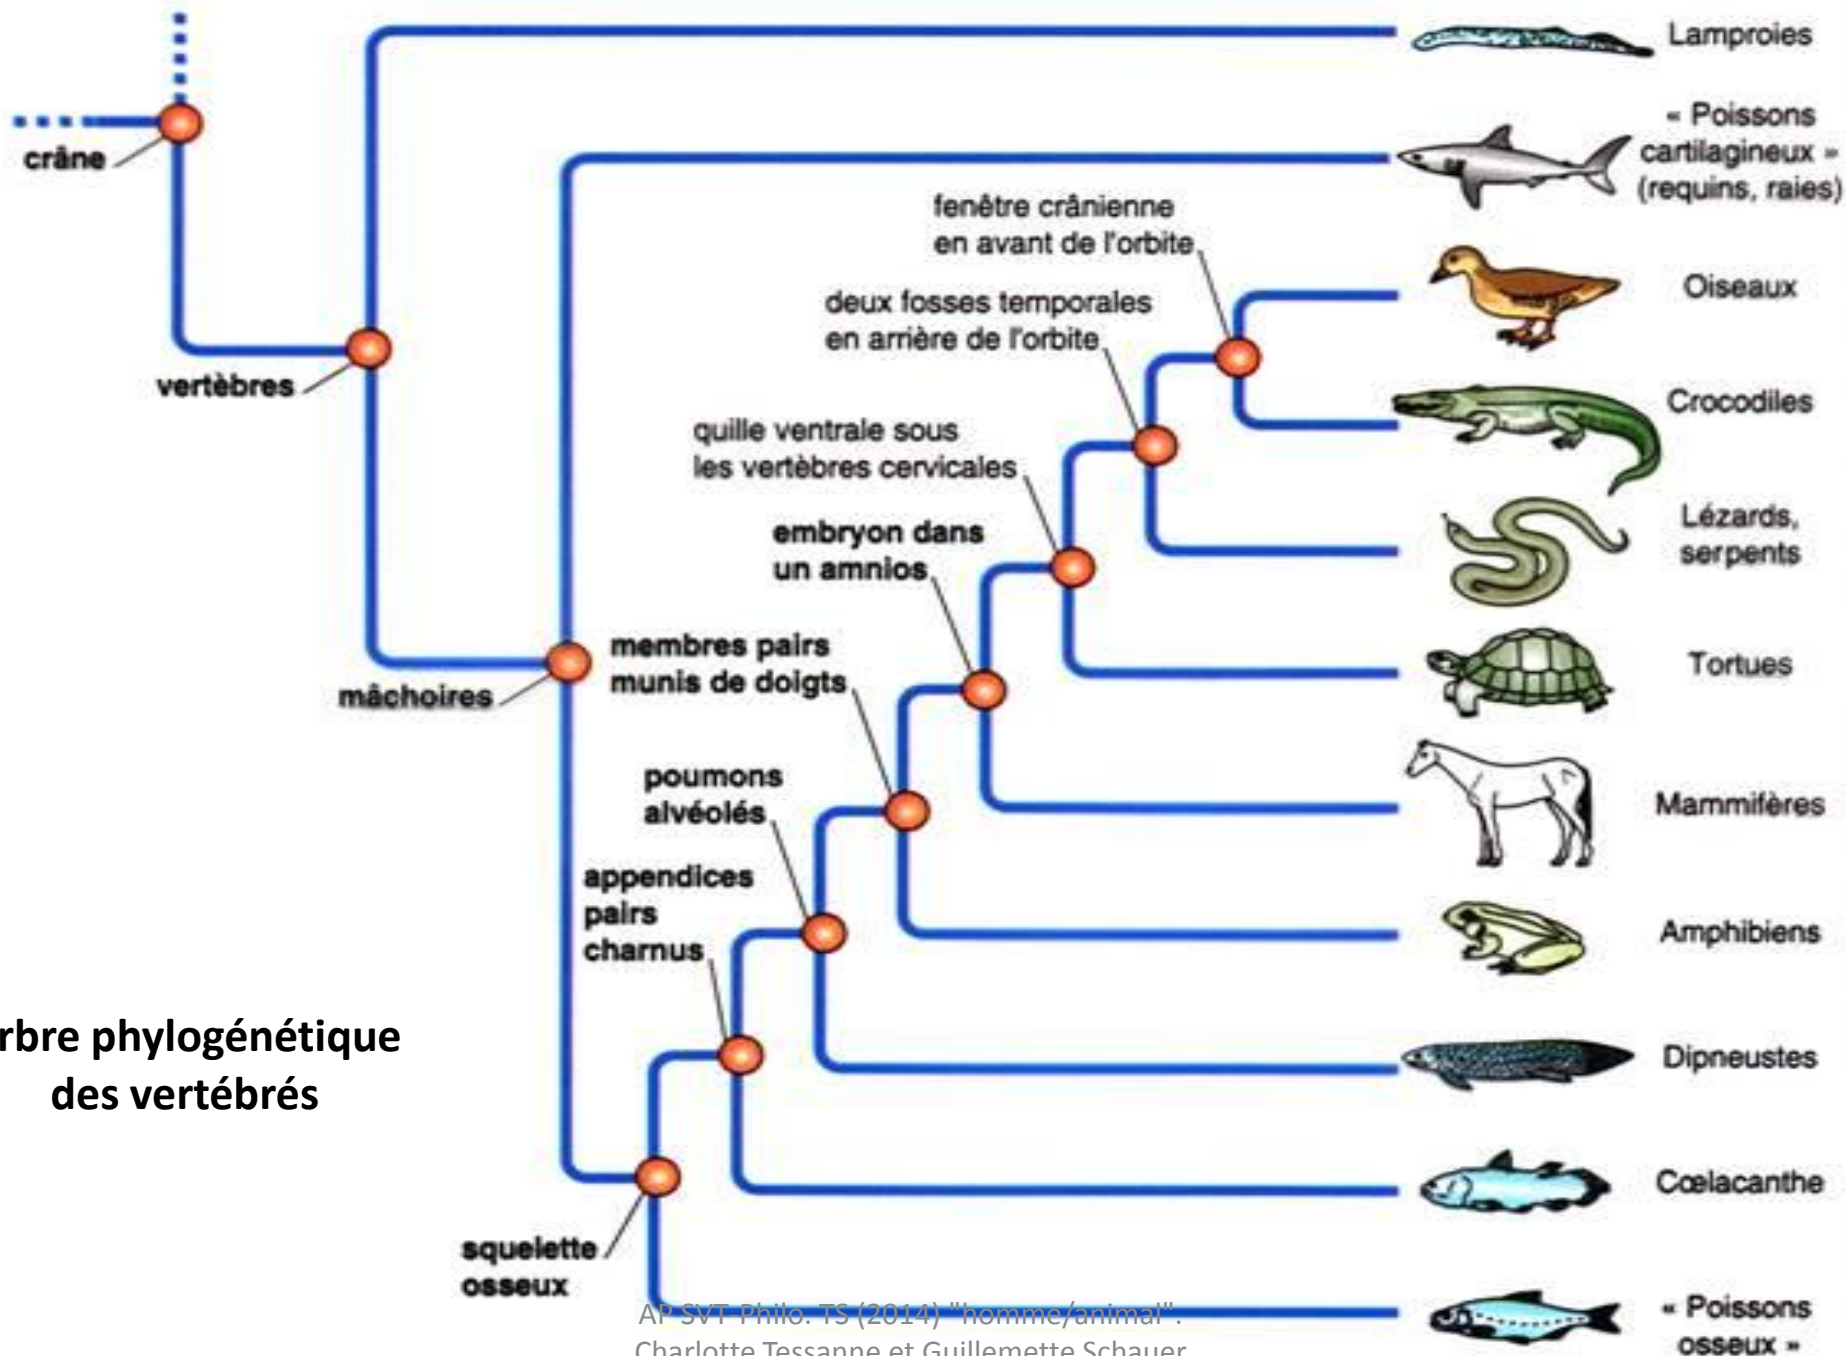 Lamproies
« Poissons
cartilagineux »
(requins, raies)
crâne
fenêtre crânienne
en avant de l'orbite
Oiseaux
deux fosses temporales
en arrière de l'orbite
vertèbres
Crocodiles
quille ventrale sous
les vertèbres cervicales
Lézards,
serpents
embryon dans
un amnios
membres pairs
munis de doigts
Tortues
mâchoires
poumons
alvéolés
Mammifères
appendices
pairs
charnus
Amphibiens
rbre phylogénétique
des vertébrés
Dipneustes
Cœlacanthe
squelette
osseux
« Poissons
osseux »
AP SVT-Philo. TS (2014) "homme/animal".
Charlotte Tessanne et Guillemette Schauer